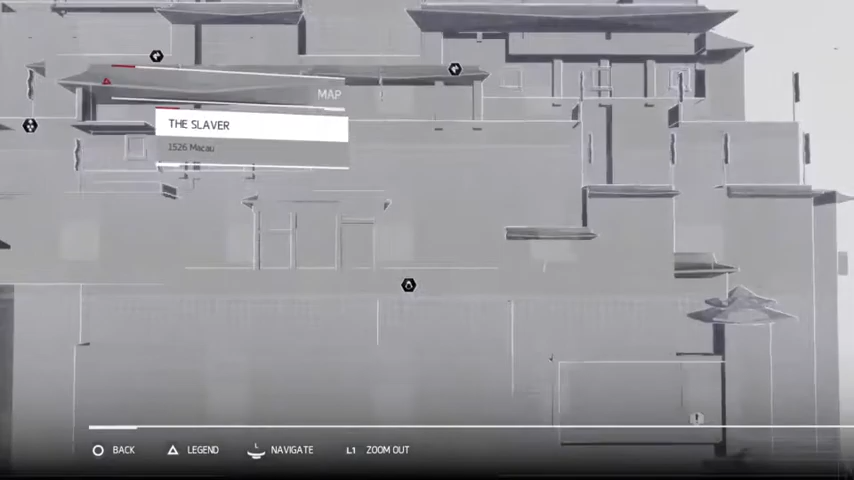 MAP
THE SLAVER
1526 Macau
BACK
LEGEND
L
NAVIGATE
L1
ZOOM OUT